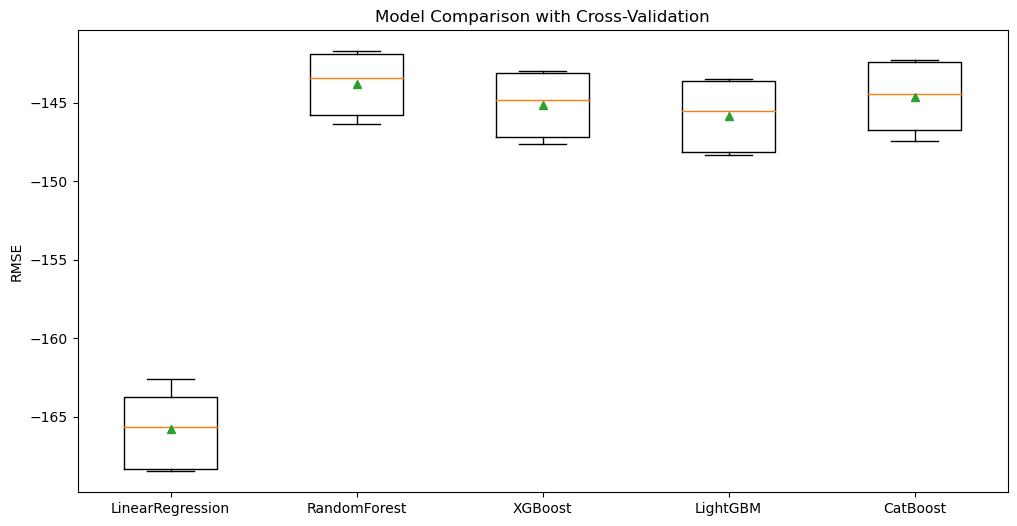 Model Comparison with Cross-Validation
RMSE
−145
−150
−155
−160
−165
LinearRegression
RandomForest
XGBoost
LightGBM
CatBoost